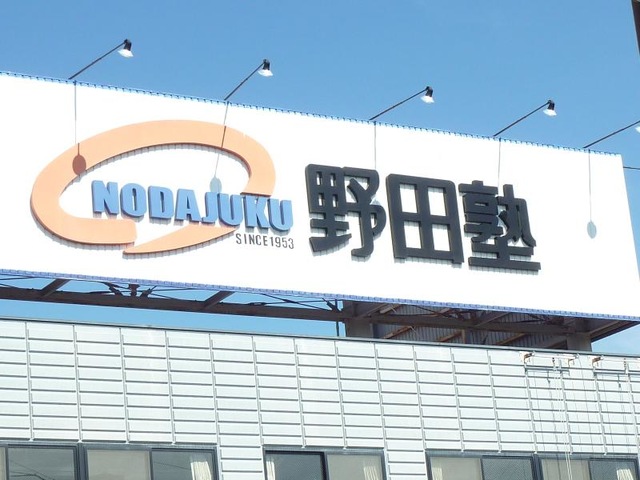 NODAJUKU
SINCE1953
野田塾